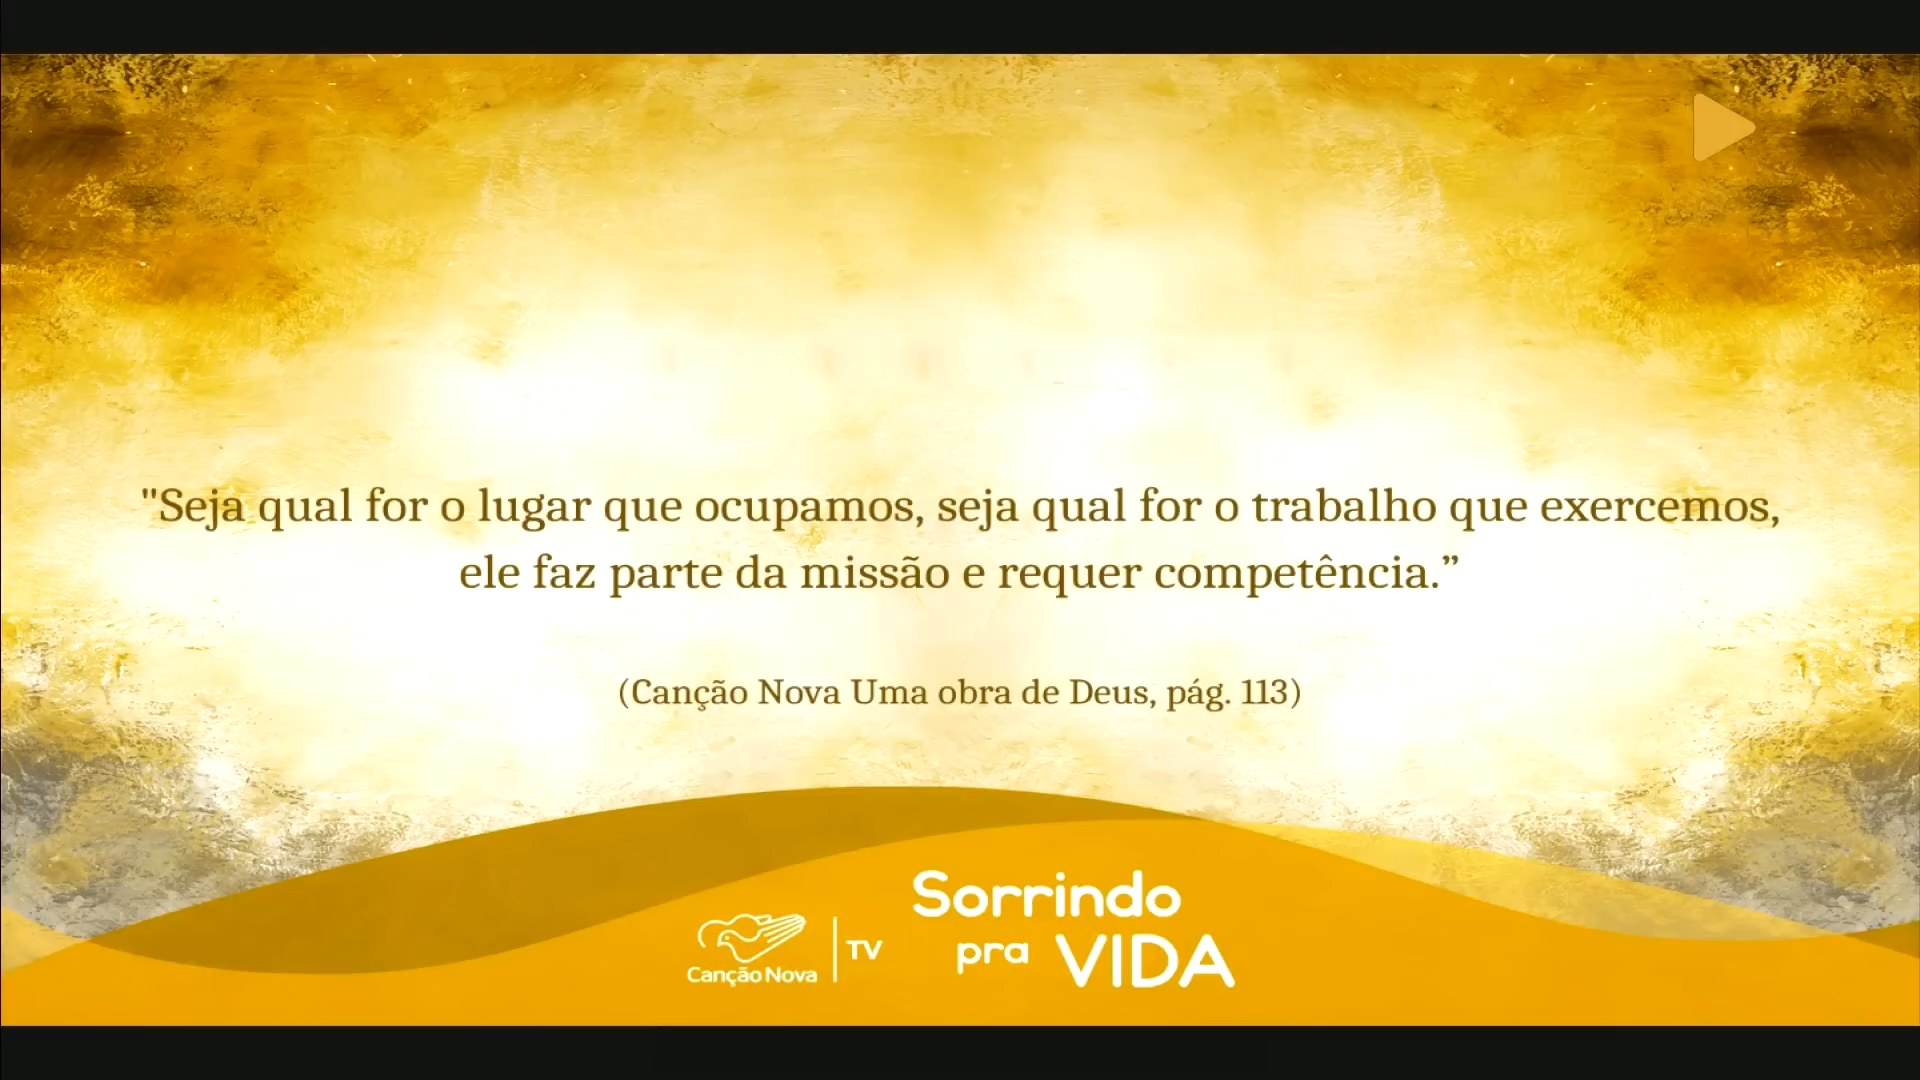 "Seja qual for o lugar que ocupamos, seja qual for o trabalho que exercemos,
ele faz parte da missão e requer competência.”
(Canção Nova Uma obra de Deus, pág. 113)
Canção Nova TV
Sorrindo
pra VIDA